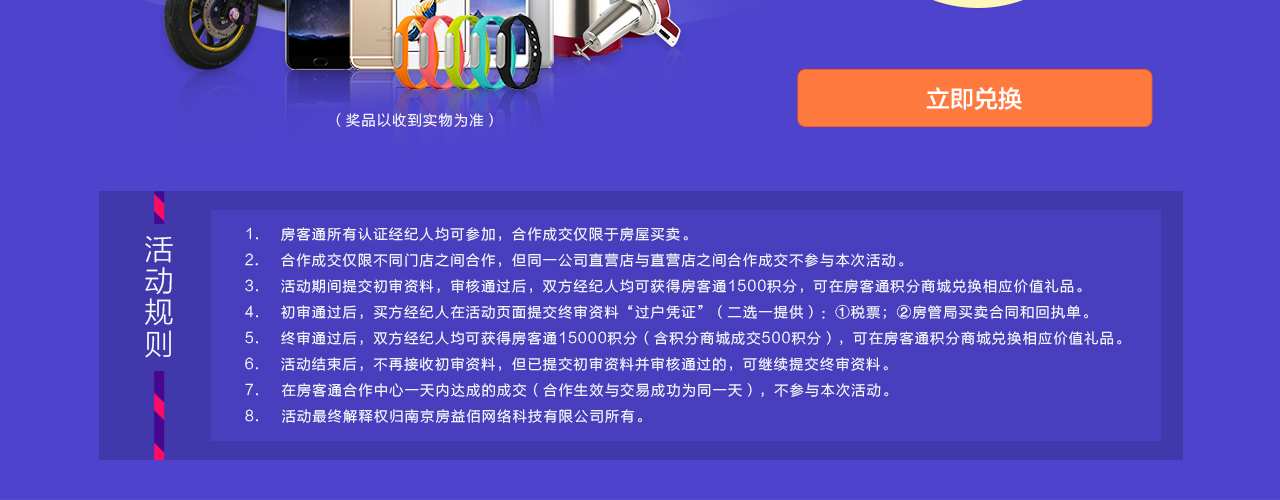 立即兑换
（奖品以收到实物为准）
活动规则
1. 房客通所有认证经纪人均可参加，合作成交仅限于房屋买卖。
2. 合作成交仅限不同门店之间合作，但同一公司直营店与直营店之间合作成交不参与本次活动。
3. 活动期间提交初审资料，审核通过后，双方经纪人均可获得房客通1500积分，可在房客通积分商城兑换相应价值礼品。
4. 初审通过后，买方经纪人在活动页面提交终审资料“过户凭证”（二选一提供）：①税票；②房管局买卖合同和回执单。
5. 终审通过后，双方经纪人均可获得房客通15000积分（含积分商城成交500积分），可在房客通积分商城兑换相应价值礼品。
6. 活动结束后，不再接收初审资料，但已提交初审资料并审核通过的，可继续提交终审资料。
7. 在房客通合作中心一天内达成的成交（合作生效与交易成功为同一天），不参与本次活动。
8. 活动最终解释权归南京房益佰网络科技有限公司所有。